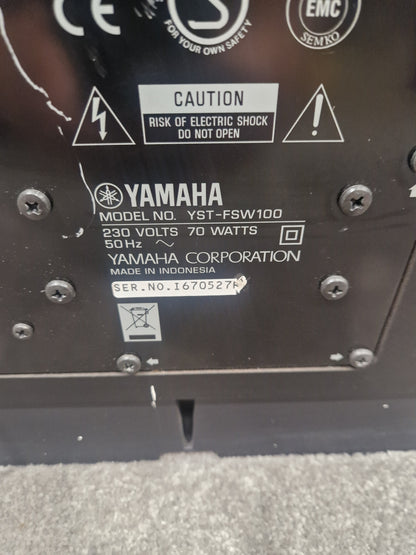 CE
S
FOR YOUR OWN SAFETY
EMC
SEMKO
CAUTION
RISK OF ELECTRIC SHOCK
DO NOT OPEN
YAMAHA
MODEL NO. YST-FSW100
230 VOLTS 70 WATTS
50Hz ~
YAMAHA CORPORATION
MADE IN INDONESIA
SER.NO.I670527